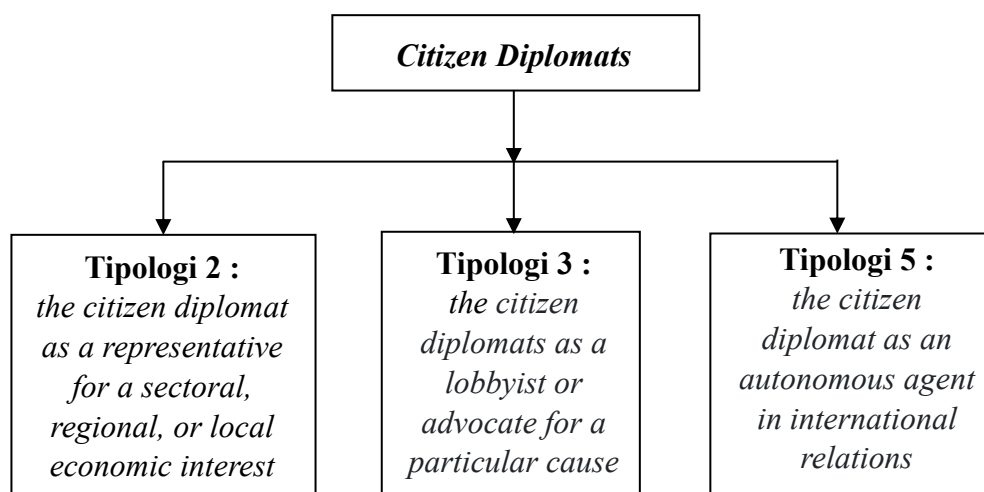 Citizen Diplomats
Tipologi 2 :
the citizen diplomat
as a representative
for a sectoral,
regional, or local
economic interest
Tipologi 3 :
the citizen
diplomats as a
lobbyist or
advocate for a
particular cause
Tipologi 5 :
the citizen
diplomat as an
autonomous agent
in international
relations